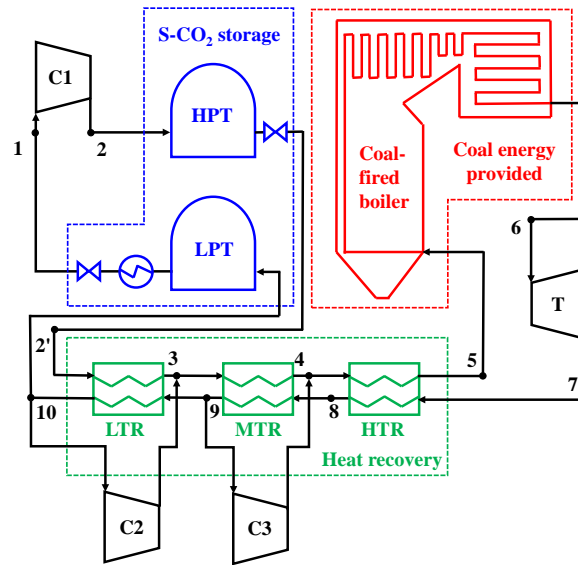 S-CO₂ storage
C1
HPT
1
2
Coal-
fired
boiler
Coal energy
provided
6
LPT
T
2'
3
4
5
7
10
9
8
LTR
MTR
HTR
Heat recovery
C2
C3